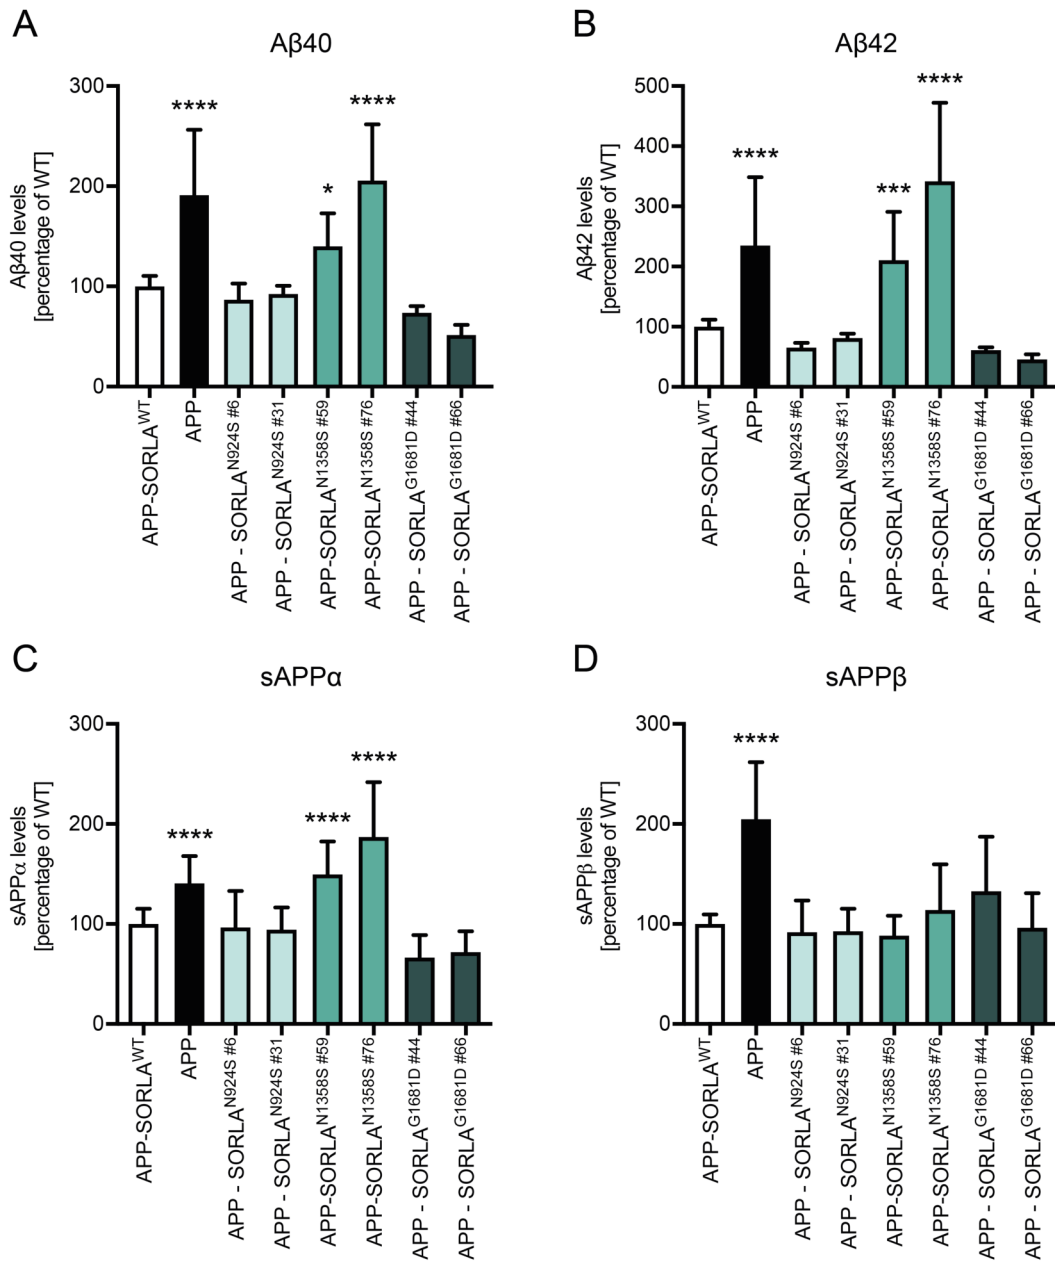 A
Aβ40
Aβ40 levels
[percentage of WT]
300
200
100
0
****
*
****
APP-SORLA^WT
APP
APP - SORLA^N924S #6
APP - SORLA^N924S #31
APP-SORLA^N1358S #59
APP-SORLA^N1358S #76
APP - SORLA^G1681D #44
APP - SORLA^G1681D #66
B
Aβ42
Aβ42 levels
[percentage of WT]
500
400
300
200
100
0
****
***
****
APP-SORLA^WT
APP
APP - SORLA^N924S #6
APP - SORLA^N924S #31
APP-SORLA^N1358S #59
APP-SORLA^N1358S #76
APP - SORLA^G1681D #44
APP - SORLA^G1681D #66
C
sAPPα
sAPPα levels
[percentage of WT]
300
200
100
0
****
****
****
APP-SORLA^WT
APP
APP - SORLA^N924S #6
APP - SORLA^N924S #31
APP-SORLA^N1358S #59
APP-SORLA^N1358S #76
APP - SORLA^G1681D #44
APP - SORLA^G1681D #66
D
sAPPβ
sAPPβ levels
[percentage of WT]
300
200
100
0
****
APP-SORLA^WT
APP
APP - SORLA^N924S #6
APP - SORLA^N924S #31
APP-SORLA^N1358S #59
APP-SORLA^N1358S #76
APP - SORLA^G1681D #44
APP - SORLA^G1681D #66